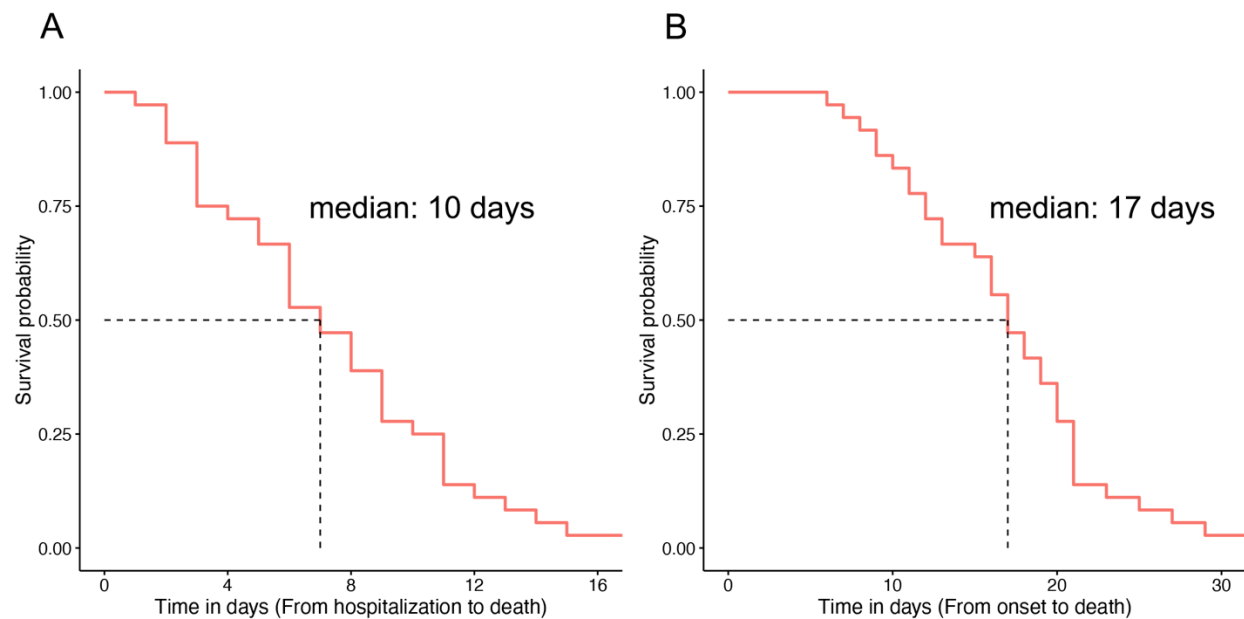 A
1.00
0.75
0.50
0.25
0.00
Survival probability
median: 10 days
0
4
8
12
16
Time in days (From hospitalization to death)
B
1.00
0.75
0.50
0.25
0.00
Survival probability
median: 17 days
0
10
20
30
Time in days (From onset to death)